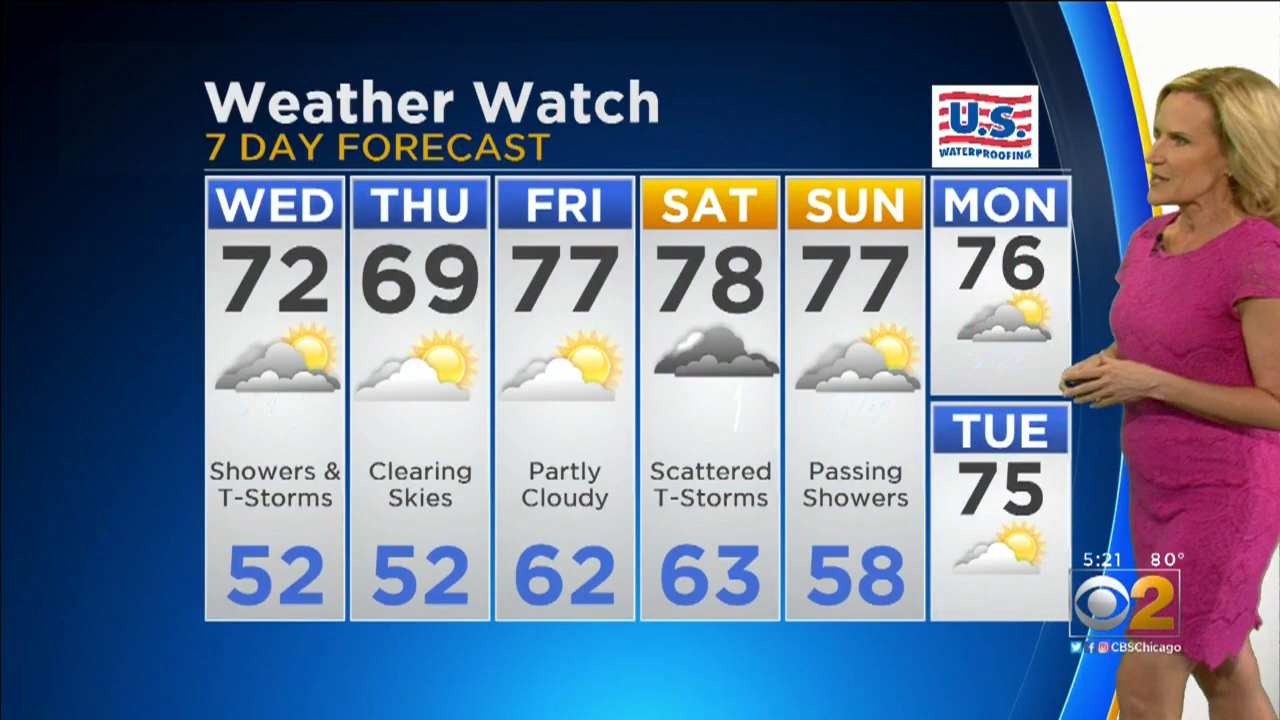 Weather Watch
7 DAY FORECAST
U.S.
WATERPROOFING
WED
72
Showers &
T-Storms
52
THU
69
Clearing
Skies
52
FRI
77
Partly
Cloudy
62
SAT
78
Scattered
T-Storms
63
SUN
77
Passing
Showers
58
MON
76
TUE
75
5:21 80°
2
CBSChicago